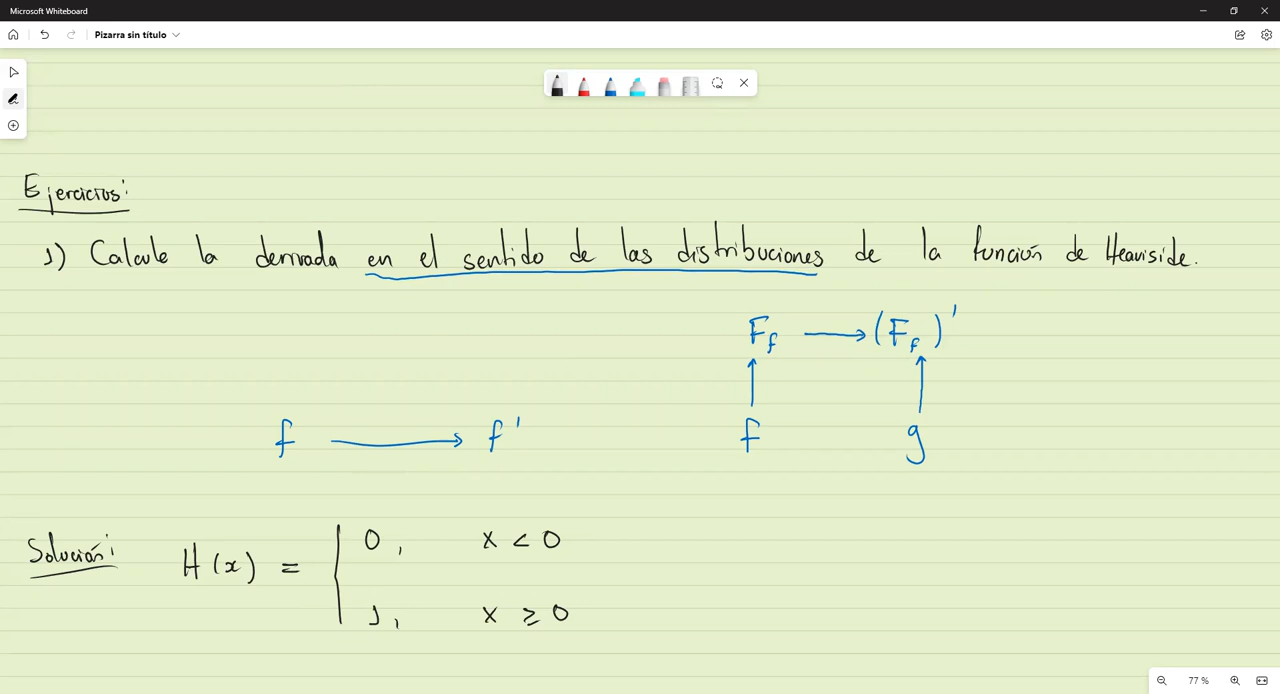 Microsoft Whiteboard
Pizarra sin título
Ejercicios:
1) Calcule la derivada en el sentido de las distribuciones de la función de Heaviside.
F_f ⟶ (F_f)'
f ⟶ f'
f g
Solución: H(x) = { 0, x < 0
1, x ≥ 0
77 %